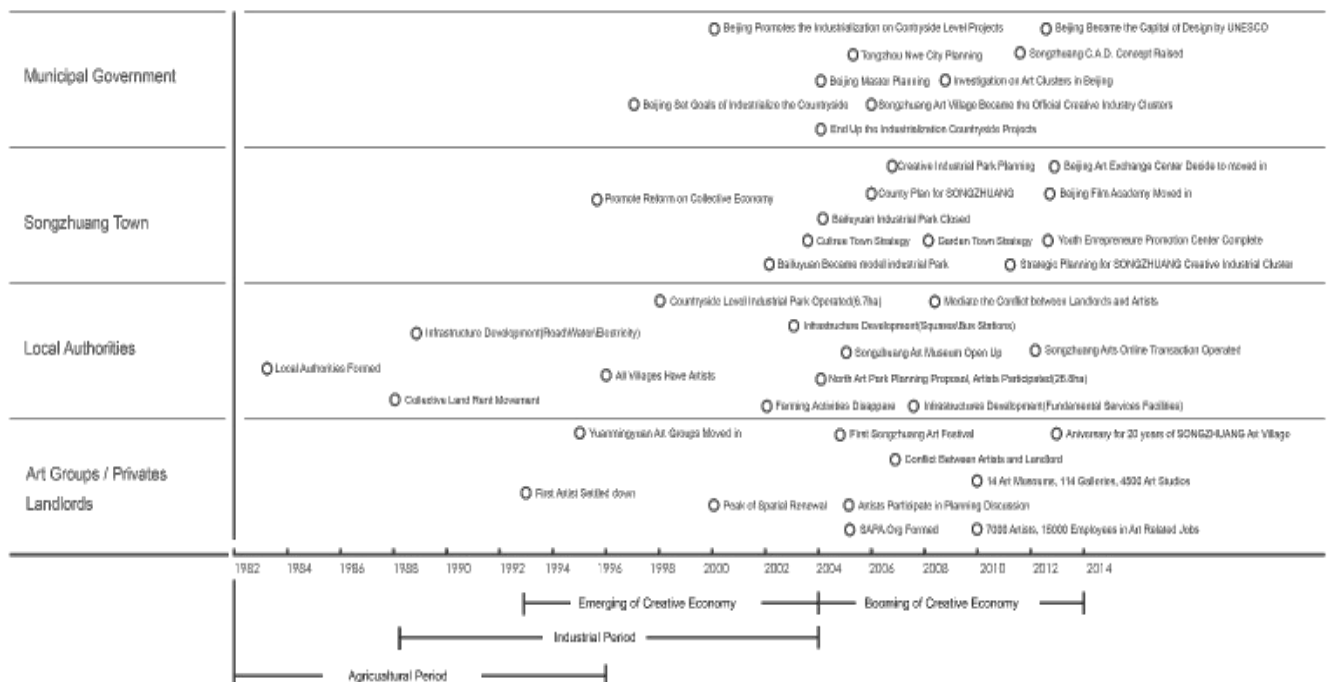 Municipal Government
Beijing Promotes the Industrialization on Contryside Level Projects
Beijing Became the Capital of Design by UNESCO
Tongzhou Nwe City Planning
Songzhuang C.A.D. Concept Raised
Beijing Master Planning
Investigation on Art Clusters in Beijing
Beijing Set Goals of Industrialize the Countryside
Songzhuang Art Village Became the Official Creative Industry Clusters
End Up the Industrialization Countryside Projects
Songzhuang Town
Creative Industrial Park Planning
Beijing Art Exchange Center Decide to moved in
Promote Reform on Collective Economy
County Plan for SONGZHUANG
Beijing Film Academy Moved in
Bailuyuan Industrial Park Closed
Cultree Town Strategy
Garden Town Strategy
Youth Enrepreneure Promotion Center Complete
Bailuyuan Became model industrial Park
Strategic Planning for SONGZHUANG Creative Industrial Cluster
Local Authorities
Countryside Level Industrial Park Operated(6.7ha)
Mediate the Conflict between Landlords and Artists
Infrastructure Development(Road\Water\Electricity)
Infrastructure Development(Squares\Bus Stations)
Songzhuang Art Museum Open Up
Songzhuang Arts Online Transaction Operated
Local Authorities Formed
All Villages Have Artists
North Art Park Planning Proposal, Artists Participated(26.8ha)
Collective Land Rent Movement
Farming Activities Disappare
Infrastructures Development(Fundamental Services Facilities)
Art Groups / Privates
Landlords
Yuanmingyuan Art Groups Moved in
First Songzhuang Art Festival
Aniversary for 20 years of SONGZHUANG Art Village
Conflict Between Artists and Landlord
14 Art Museums, 114 Galleries, 4500 Art Studios
First Artist Settled down
Peak of Spatial Renewal
Artists Participate in Planning Discussion
SAPA.Org Formed
7000 Artists, 15000 Employees in Art Related Jobs
1982 1984 1986 1988 1990 1992 1994 1996 1998 2000 2002 2004 2006 2008 2010 2012 2014
Emerging of Creative Economy
Booming of Creative Economy
Industrial Period
Agricualtural Period